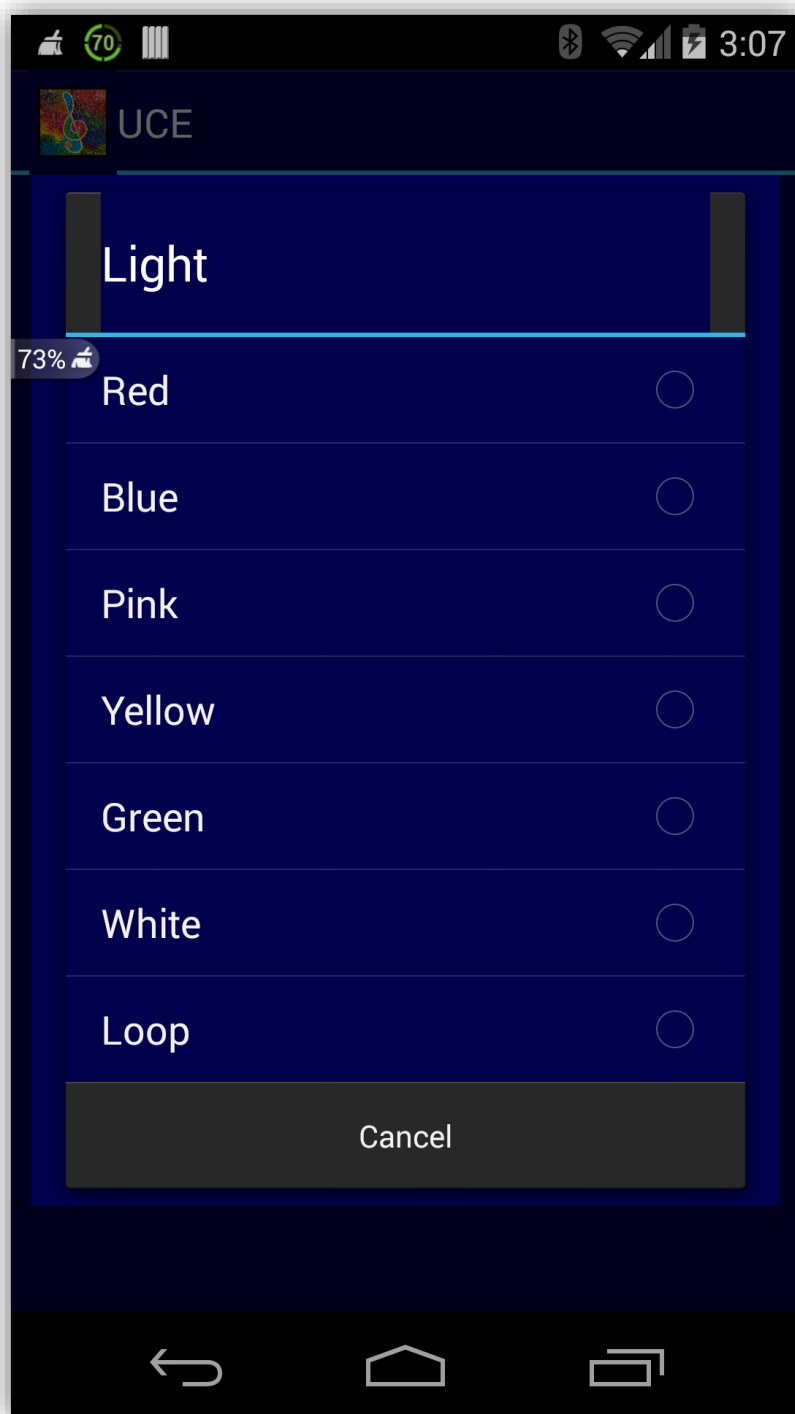 70 3:07
UCE
Light
73%
Red
Blue
Pink
Yellow
Green
White
Loop
Cancel